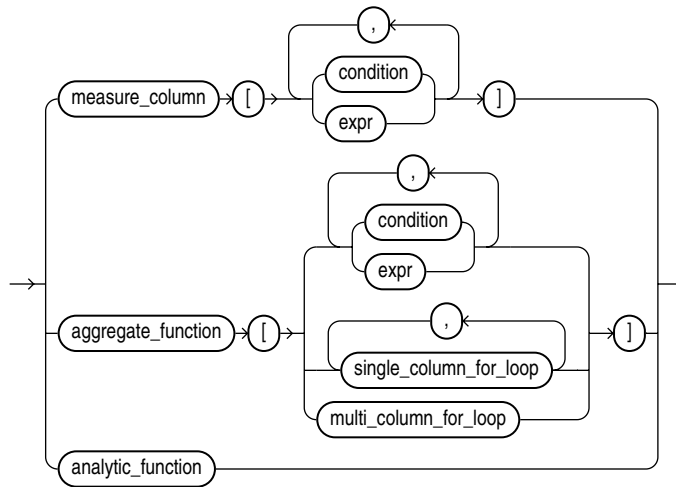 ,
condition
measure_column [ ]
expr
,
condition
expr
,
aggregate_function [ ]
single_column_for_loop
multi_column_for_loop
analytic_function